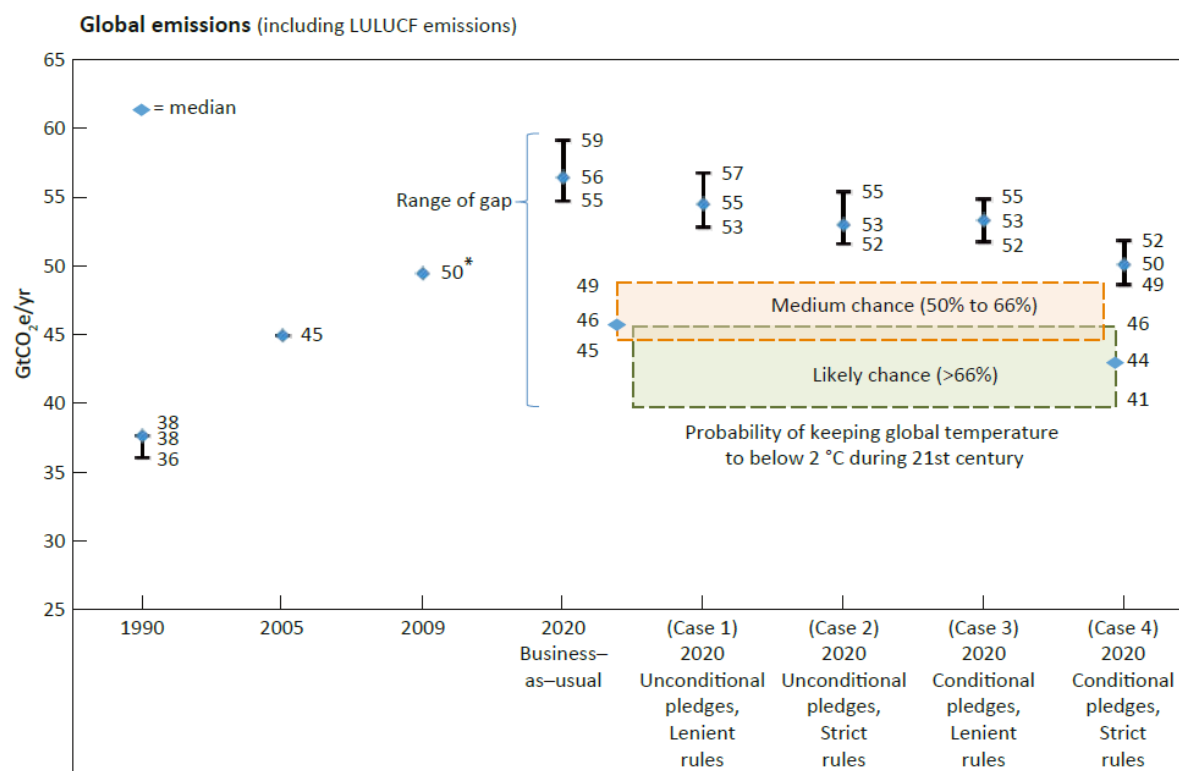 Global emissions (including LULUCF emissions)
65
60
55
50
45
40
35
30
25
GtCO2e/yr
= median
38
38
36
45
50*
Range of gap
59
56
55
57
55
53
55
53
52
55
53
52
52
50
49
49
46
45
Medium chance (50% to 66%)
Likely chance (>66%)
46
44
41
Probability of keeping global temperature
to below 2 °C during 21st century
1990
2005
2009
2020
Business–
as–usual
(Case 1)
2020
Unconditional
pledges,
Lenient
rules
(Case 2)
2020
Unconditional
pledges,
Strict
rules
(Case 3)
2020
Conditional
pledges,
Lenient
rules
(Case 4)
2020
Conditional
pledges,
Strict
rules